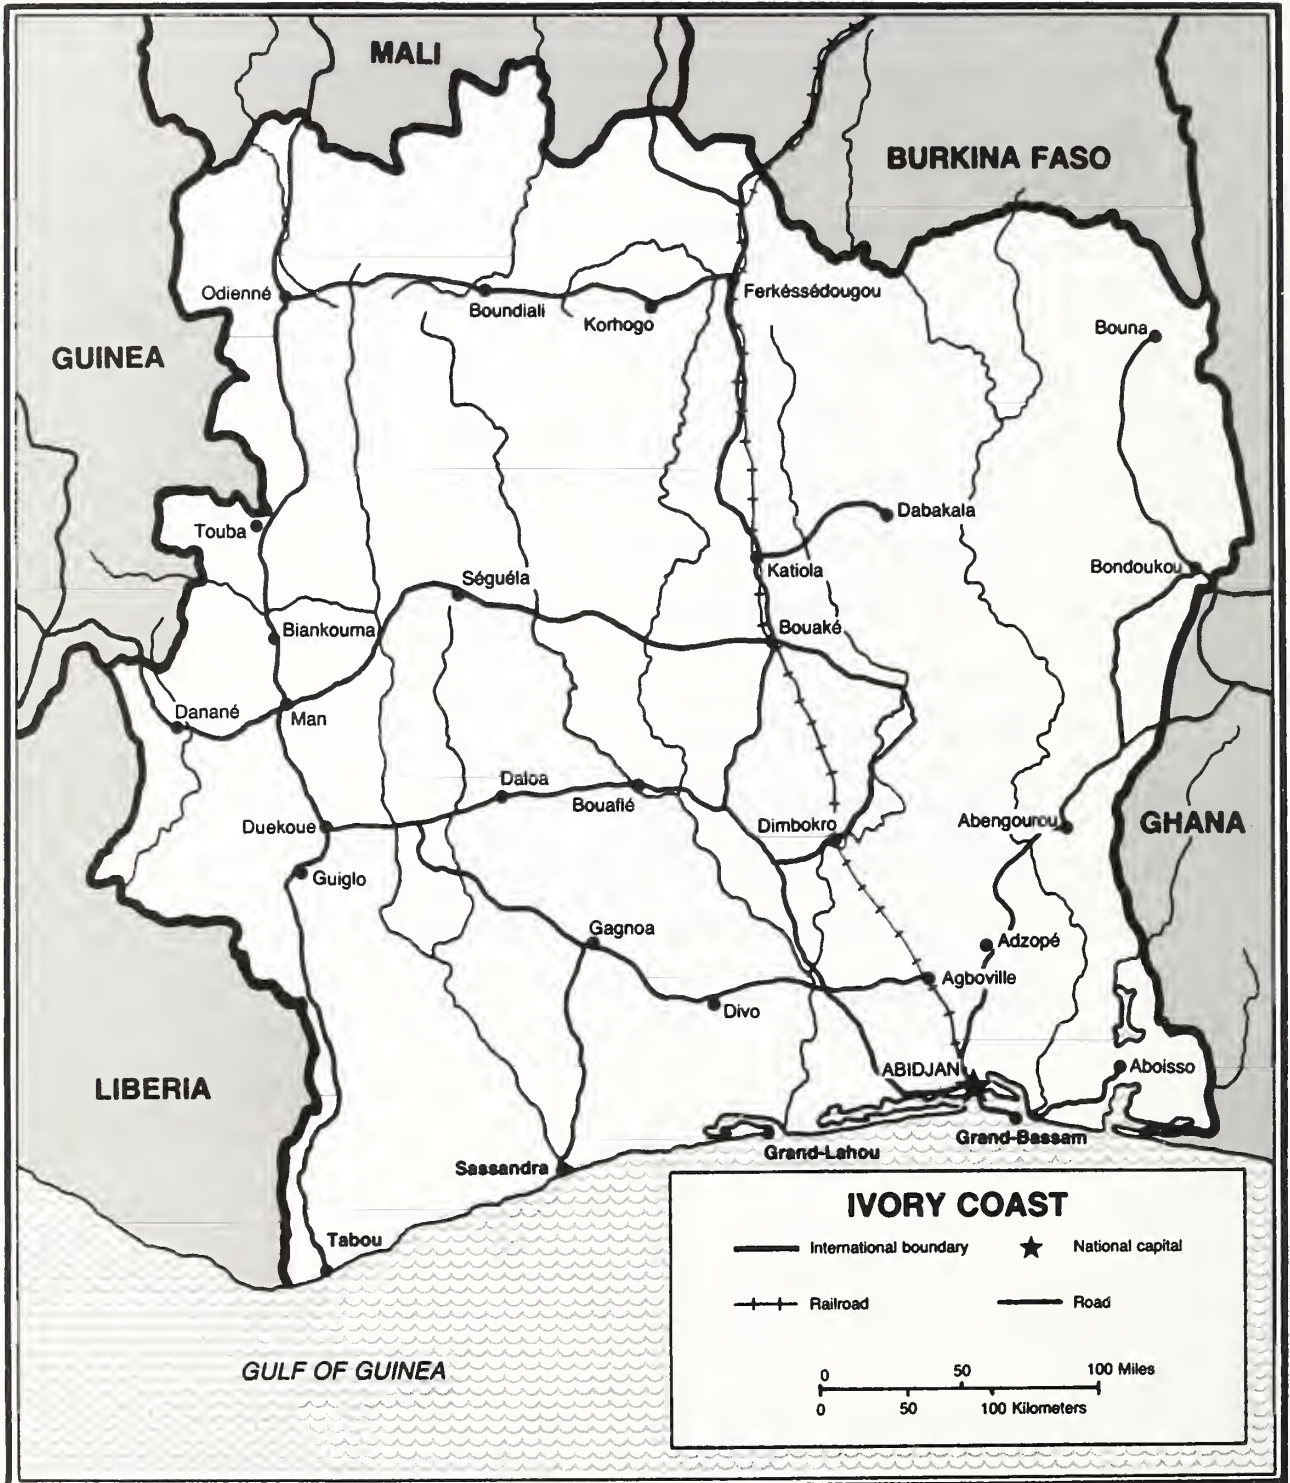 MALI
BURKINA FASO
Odienné
Boundiali
Korhogo
Ferkéssédougou
Bouna
GUINEA
Touba
Dabakala
Katiola
Bondoukou
Séguéla
Biankouma
Bouaké
Danané
Man
Daloa
Bouaflé
Duekoue
Dimbokro
Abengourou
GHANA
Guiglo
Gagnoa
Adzopé
Agboville
Divo
LIBERIA
ABIDJAN
Aboisso
Grand-Bassam
Grand-Lahou
Sassandra
Tabou
GULF OF GUINEA
IVORY COAST
International boundary
National capital
Railroad
Road
0 50 100 Miles
0 50 100 Kilometers